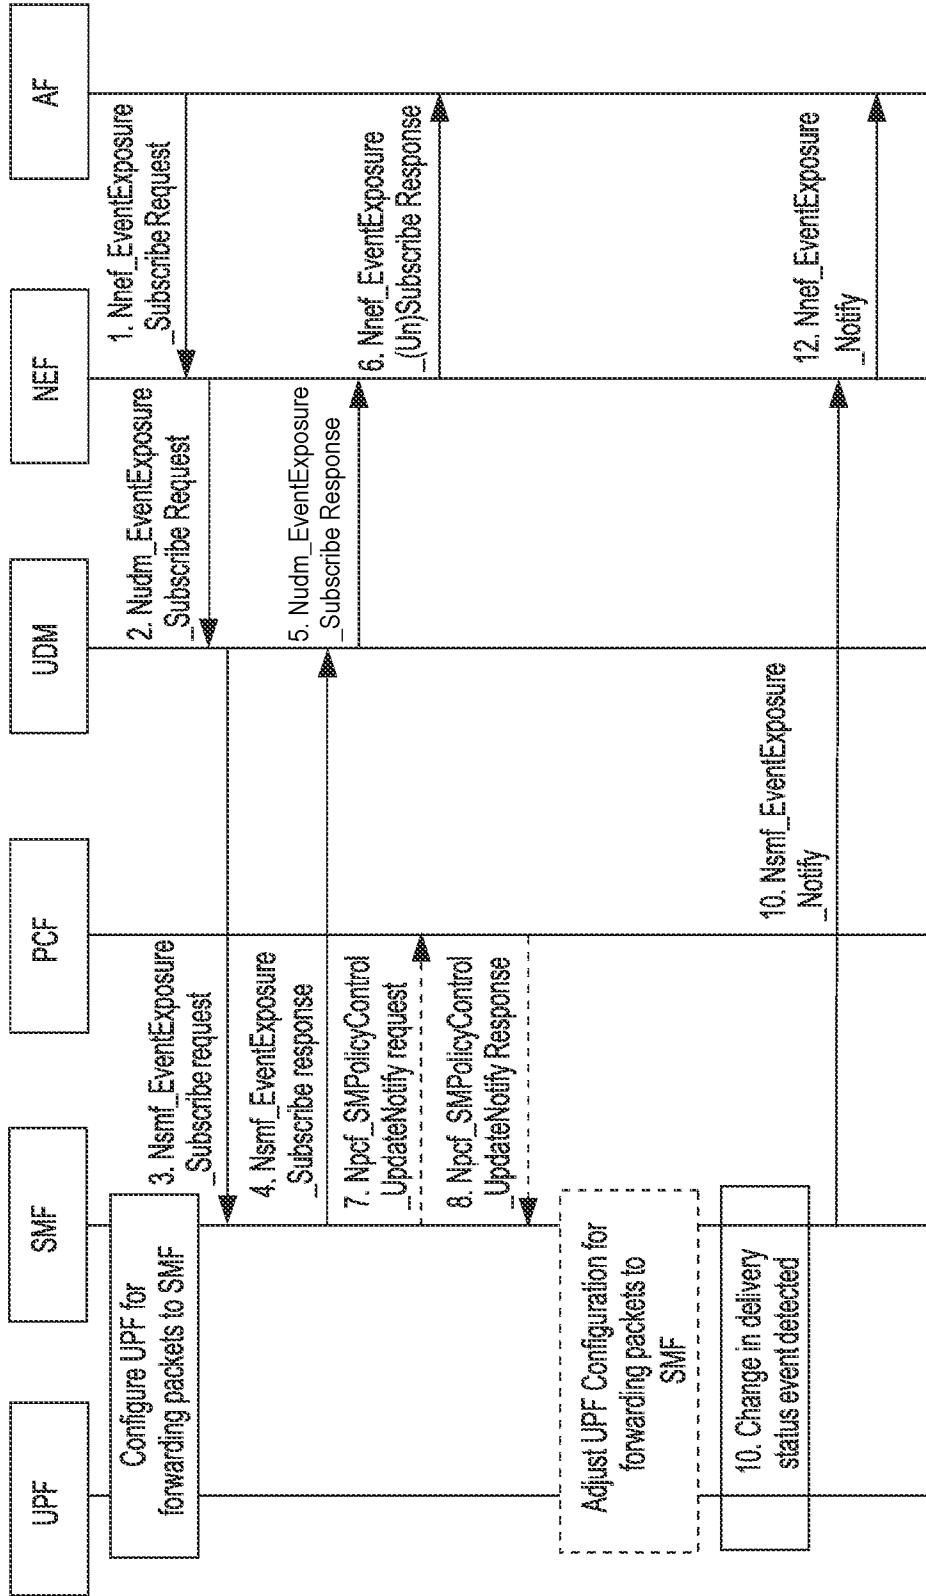 UPF
SMF
PCF
UDM
NEF
AF
Configure UPF for
forwarding packets to SMF
1. Nnef_EventExposure
_Subscribe Request
2. Nudm_EventExposure
_Subscribe Request
3. Nsmf_EventExposure
_Subscribe request
4. Nsmf_EventExposure
_Subscribe response
5. Nudm_EventExposure
_Subscribe Response
6. Nnef_EventExposure
_(Un)Subscribe Response
7. Npcf_SMPolicyControl
_UpdateNotify request
8. Npcf_SMPolicyControl
_UpdateNotify Response
Adjust UPF Configuration for
forwarding packets to
SMF
10. Change in delivery
status event detected
10. Nsmf_EventExposure
_Notify
12. Nnef_EventExposure
_Notify